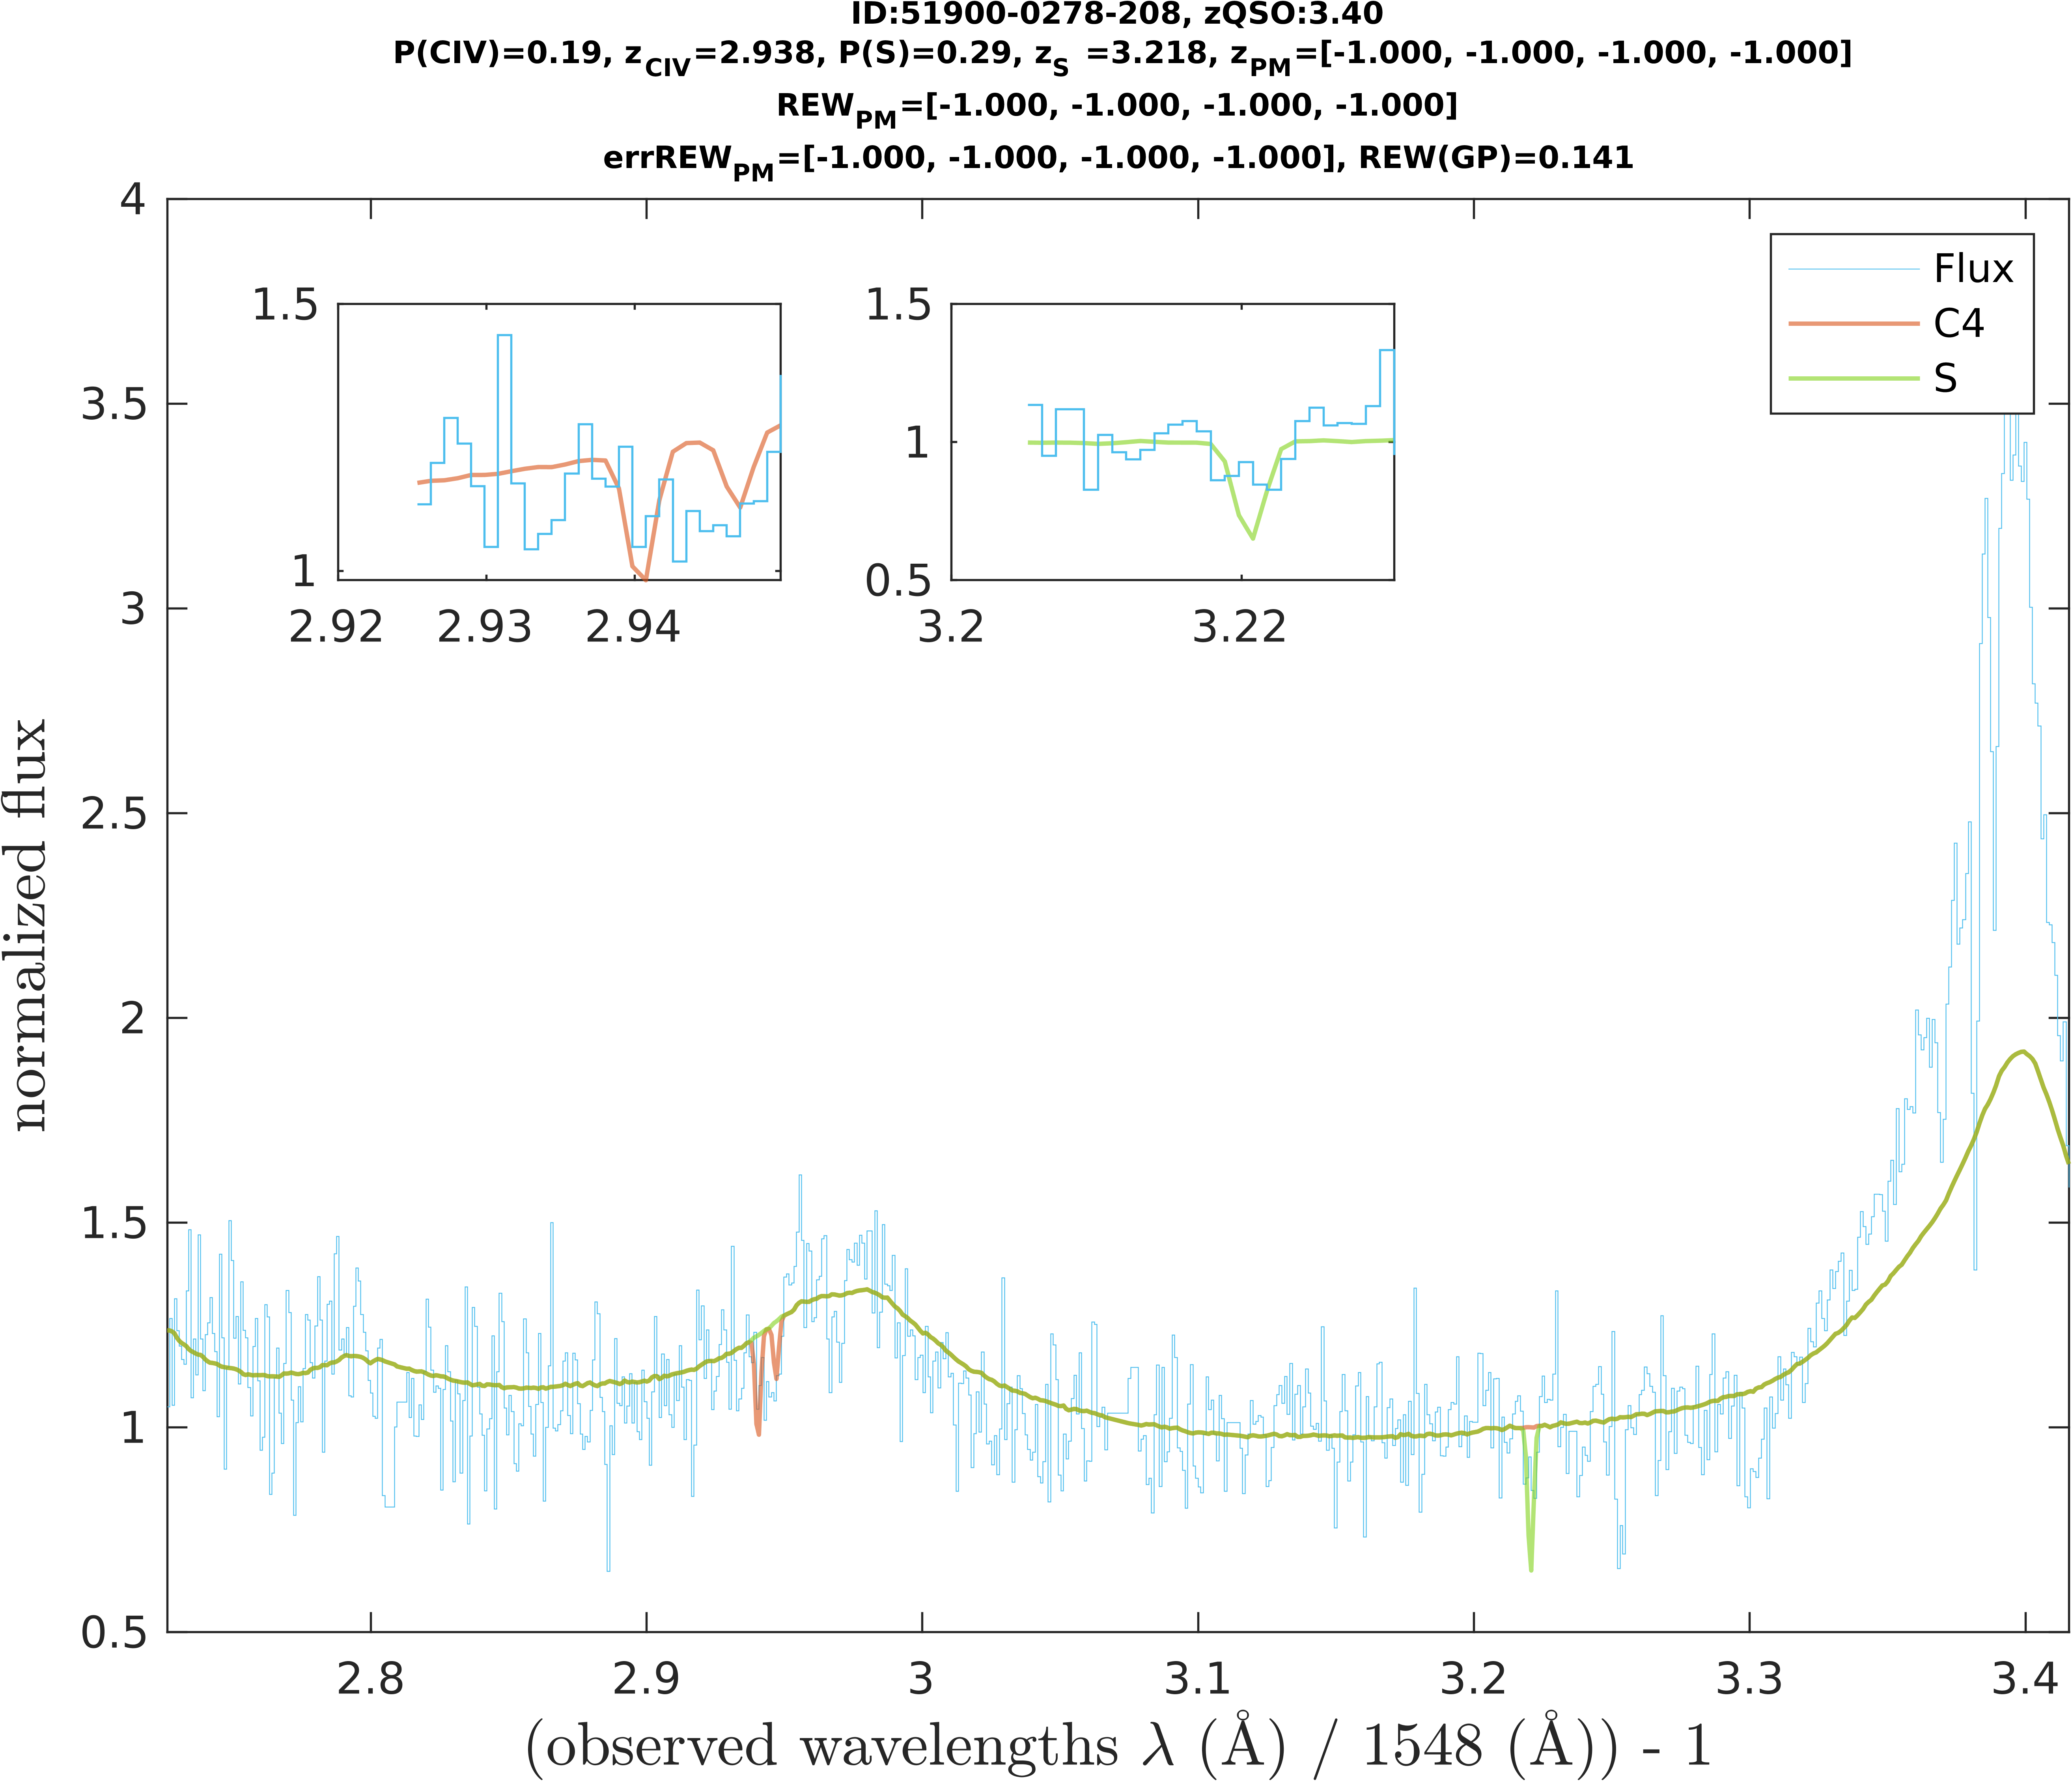 ID:51900-0278-208, zQSO:3.40
P(CIV)=0.19, zCIV=2.938, P(S)=0.29, zS =3.218, zPM=[-1.000, -1.000, -1.000, -1.000]
REWPM=[-1.000, -1.000, -1.000, -1.000]
errREWPM=[-1.000, -1.000, -1.000, -1.000], REW(GP)=0.141
4
3.5
3
2.5
2
1.5
1
0.5
normalized flux
1.5
1
2.92 2.93 2.94
1.5
1
0.5
3.2 3.22
Flux
C4
S
2.8 2.9 3 3.1 3.2 3.3 3.4
(observed wavelengths λ (Å) / 1548 (Å)) - 1